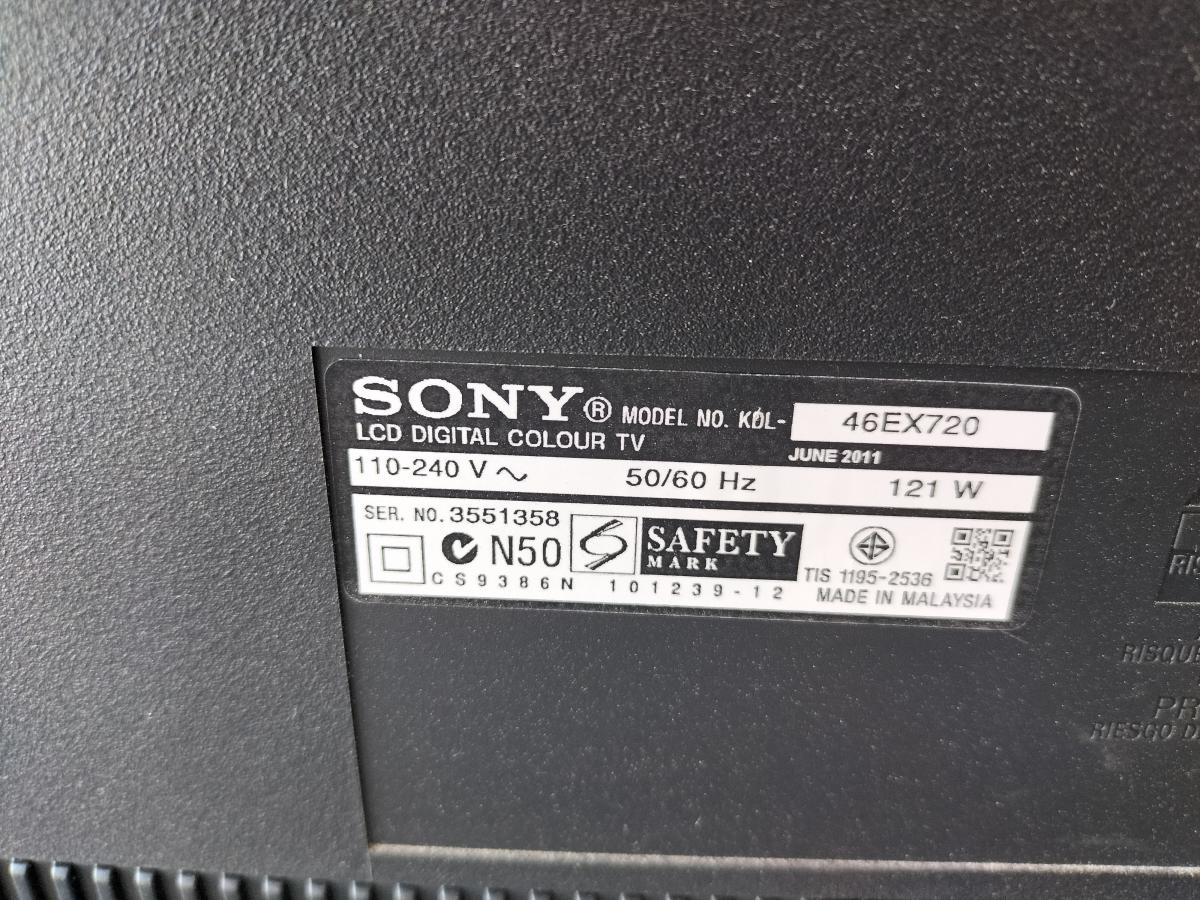 SONY® MODEL NO. KDL- 46EX720
LCD DIGITAL COLOUR TV JUNE 2011
110-240 V ~ 50/60 Hz 121 W
SER. NO. 3551358
N50 SAFETY MARK
CS9386N 101239-12 TIS 1195-2536
MADE IN MALAYSIA
RIESGO